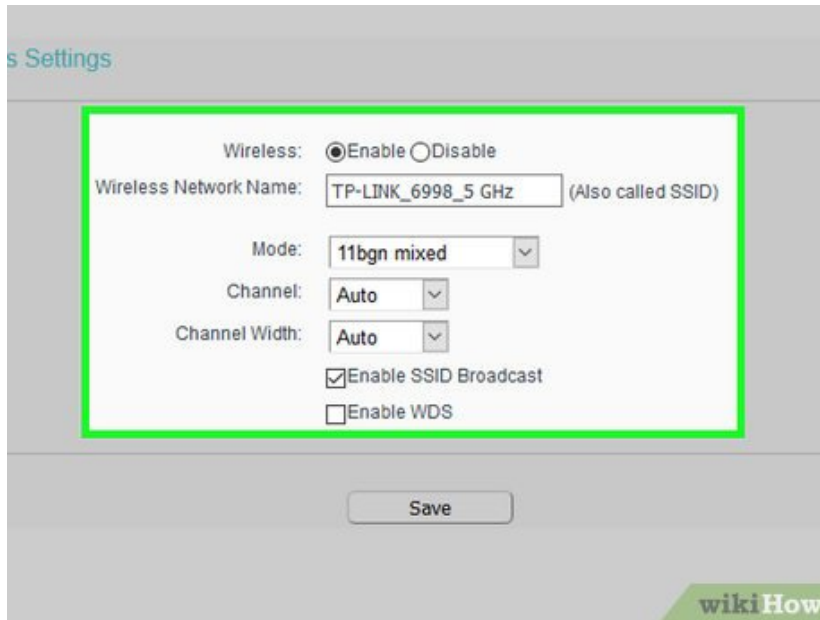 s Settings
Wireless: Enable Disable
Wireless Network Name: TP-LINK_6998_5 GHz (Also called SSID)
Mode: 11bgn mixed
Channel: Auto
Channel Width: Auto
Enable SSID Broadcast
Enable WDS
Save
wikiHow